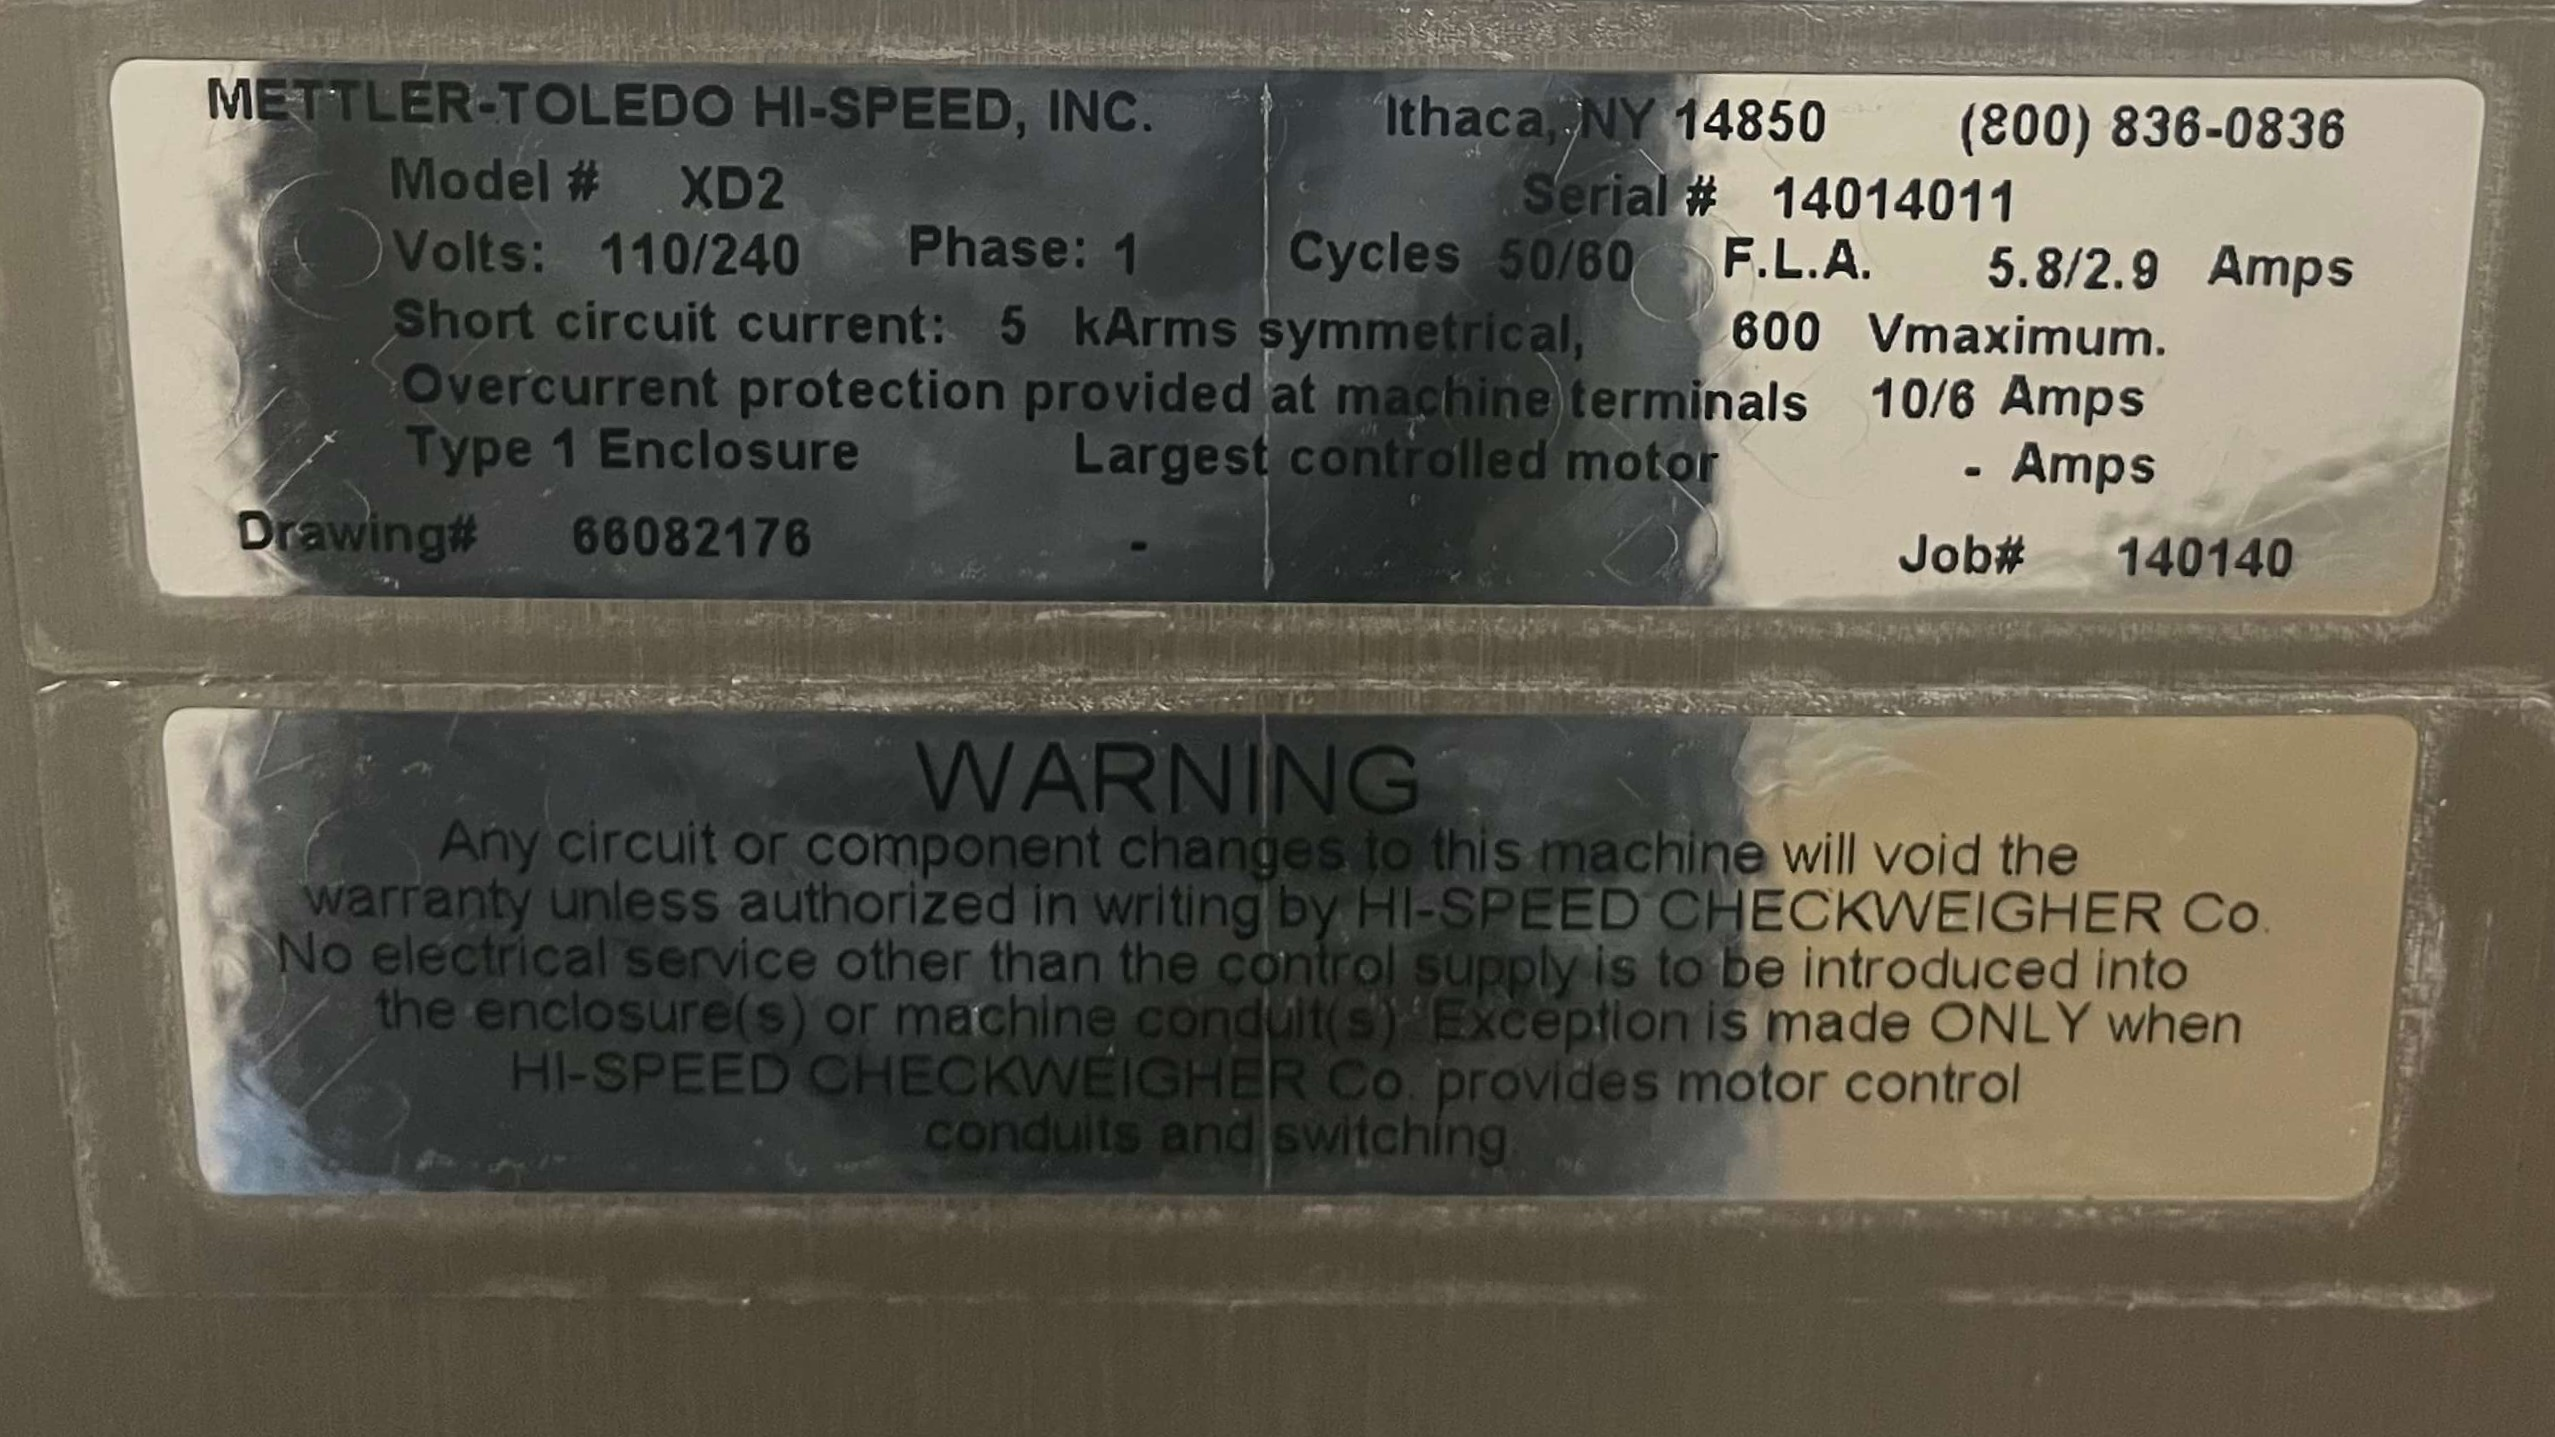 METTLER-TOLEDO HI-SPEED, INC. Ithaca, NY 14850 (800) 836-0836
Model # XD2 Serial # 14014011
Volts: 110/240 Phase: 1 Cycles 50/60 F.L.A. 5.8/2.9 Amps
Short circuit current: 5 kArms symmetrical, 600 Vmaximum.
Overcurrent protection provided at machine terminals 10/6 Amps
Type 1 Enclosure Largest controlled motor - Amps
Drawing# 66082176 - Job# 140140
WARNING
Any circuit or component changes to this machine will void the
warranty unless authorized in writing by HI-SPEED CHECKWEIGHER Co.
No electrical service other than the control supply is to be introduced into
the enclosure(s) or machine conduit(s). Exception is made ONLY when
HI-SPEED CHECKWEIGHER Co. provides motor control
conduits and switching.